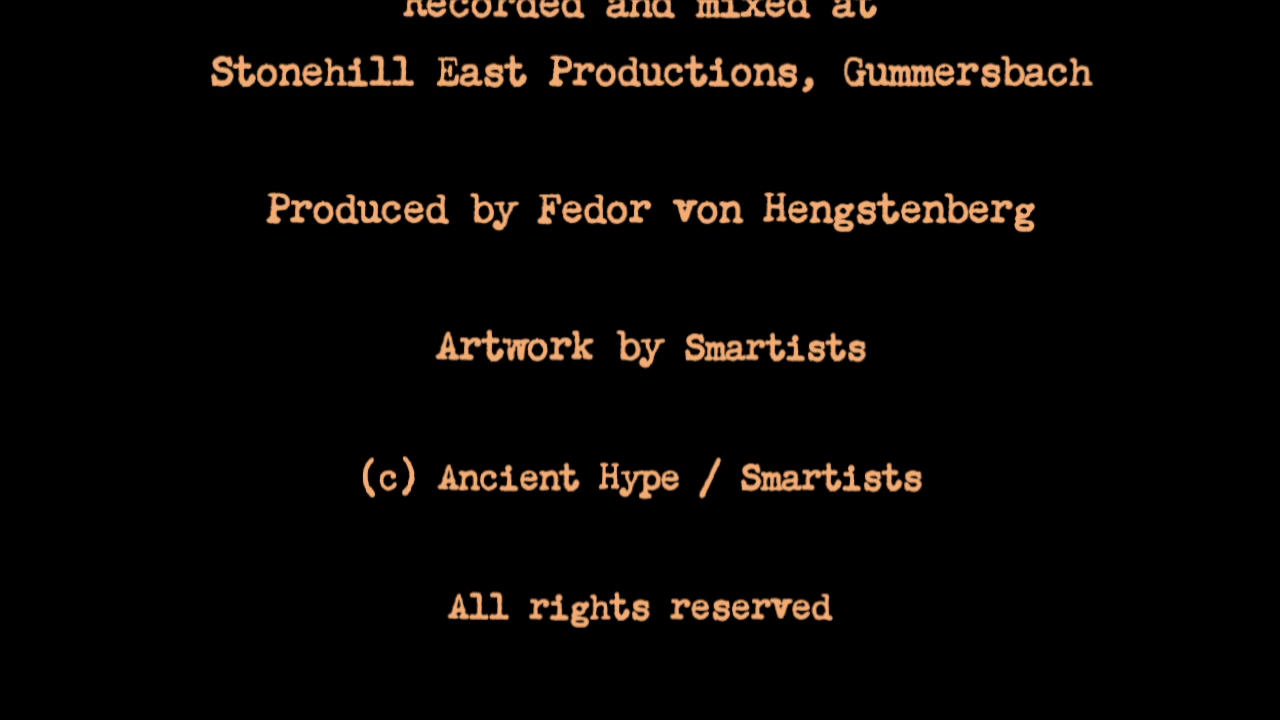 Recorded and mixed at
Stonehill East Productions, Gummersbach
Produced by Fedor von Hengstenberg
Artwork by Smartists
(c) Ancient Hype / Smartists
All rights reserved